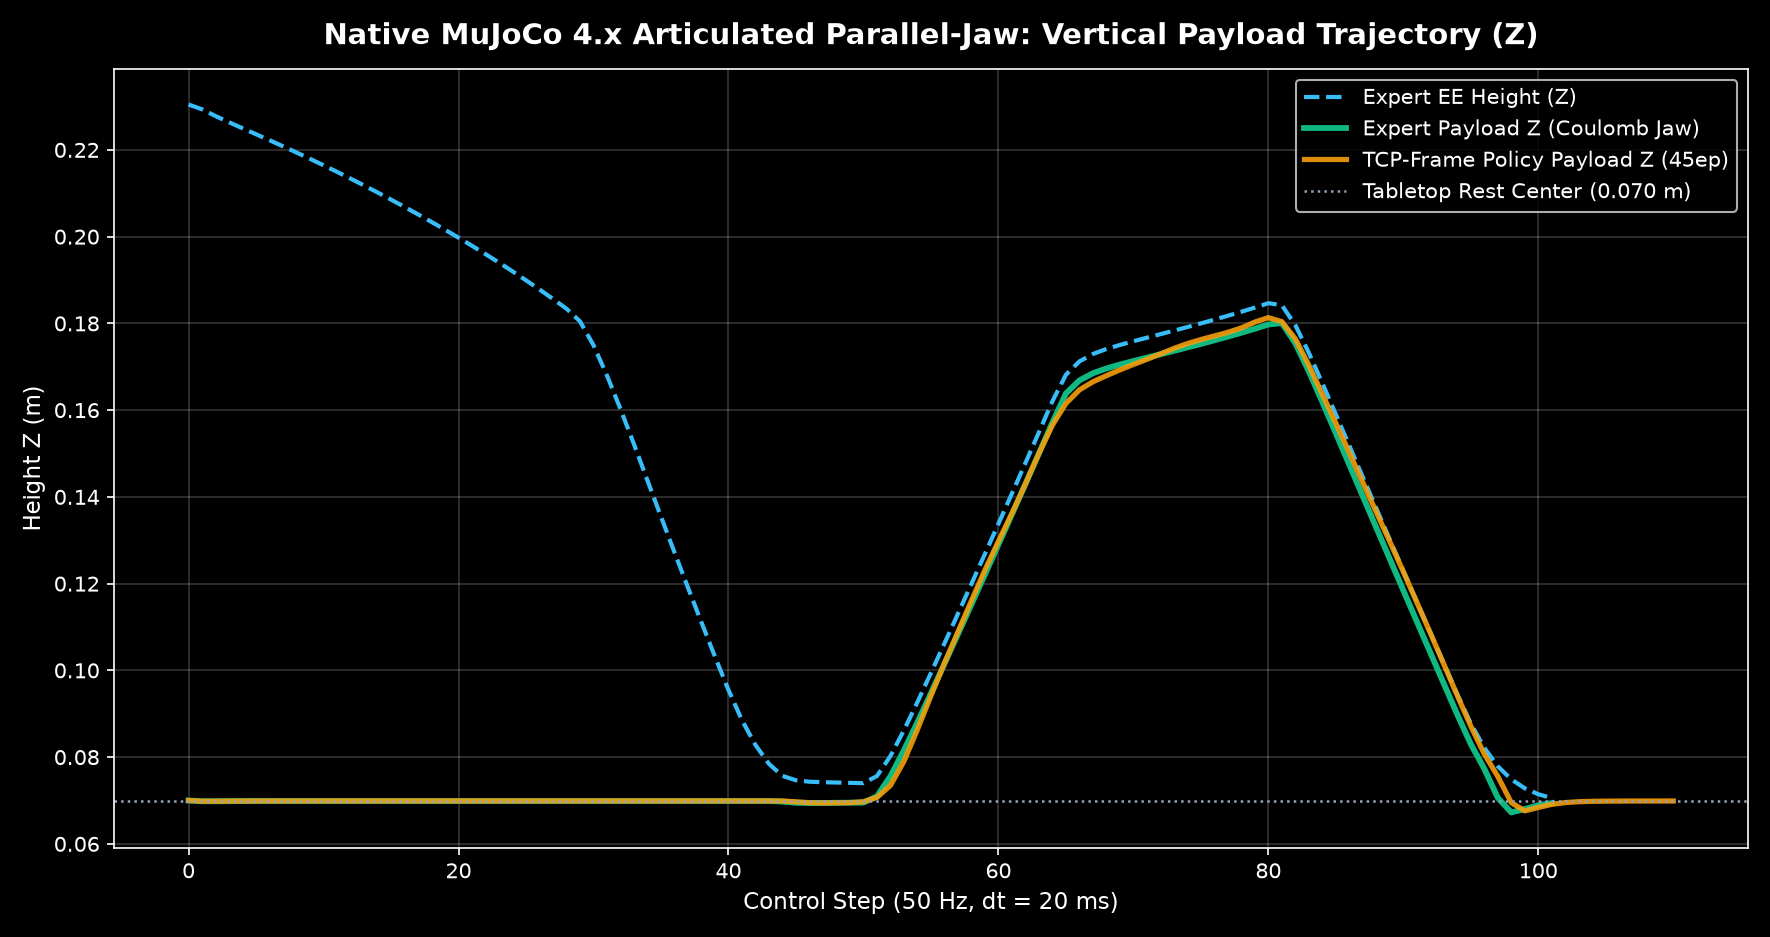 Native MuJoCo 4.x Articulated Parallel-Jaw: Vertical Payload Trajectory (Z)
Expert EE Height (Z)
Expert Payload Z (Coulomb Jaw)
TCP-Frame Policy Payload Z (45ep)
Tabletop Rest Center (0.070 m)
Height Z (m)
0.22
0.20
0.18
0.16
0.14
0.12
0.10
0.08
0.06
0 20 40 60 80 100
Control Step (50 Hz, dt = 20 ms)